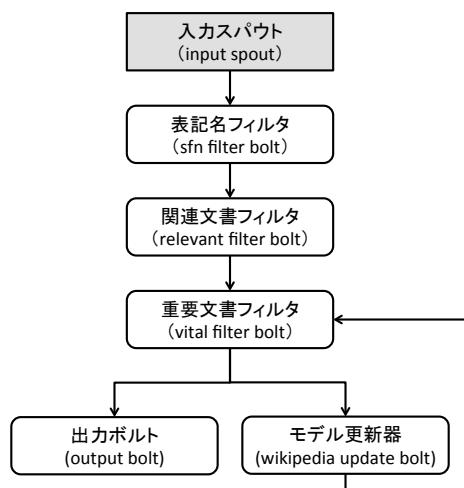 入力スパウト
(input spout)
表記名フィルタ
(sfn filter bolt)
関連文書フィルタ
(relevant filter bolt)
重要文書フィルタ
(vital filter bolt)
出力ボルト
(output bolt)
モデル更新器
(wikipedia update bolt)